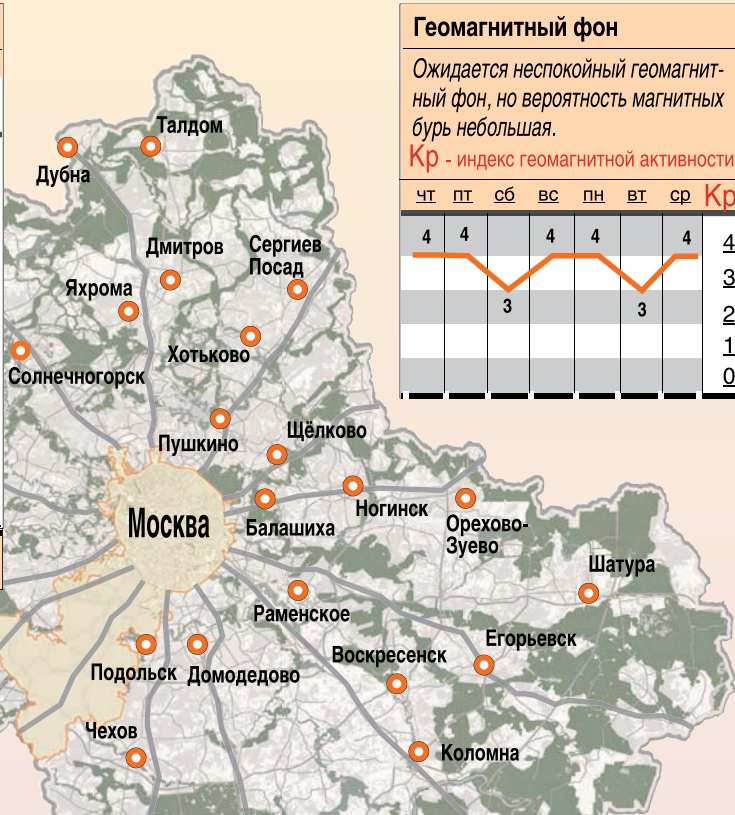 Геомагнитный фон
Ожидается неспокойный геомагнит-
ный фон, но вероятность магнитных
бурь небольшая.
Кр - индекс геомагнитной активности
чт пт сб вс пн вт ср Кр
4 4 4 4 4 4
3
3 3 2
1
0
Талдом
Дубна
Дмитров
Сергиев
Посад
Яхрома
Хотьково
Солнечногорск
Пушкино
Щёлково
Ногинск
Москва
Балашиха
Орехово-
Зуево
Шатура
Раменское
Егорьевск
Воскресенск
Подольск
Домодедово
Чехов
Коломна